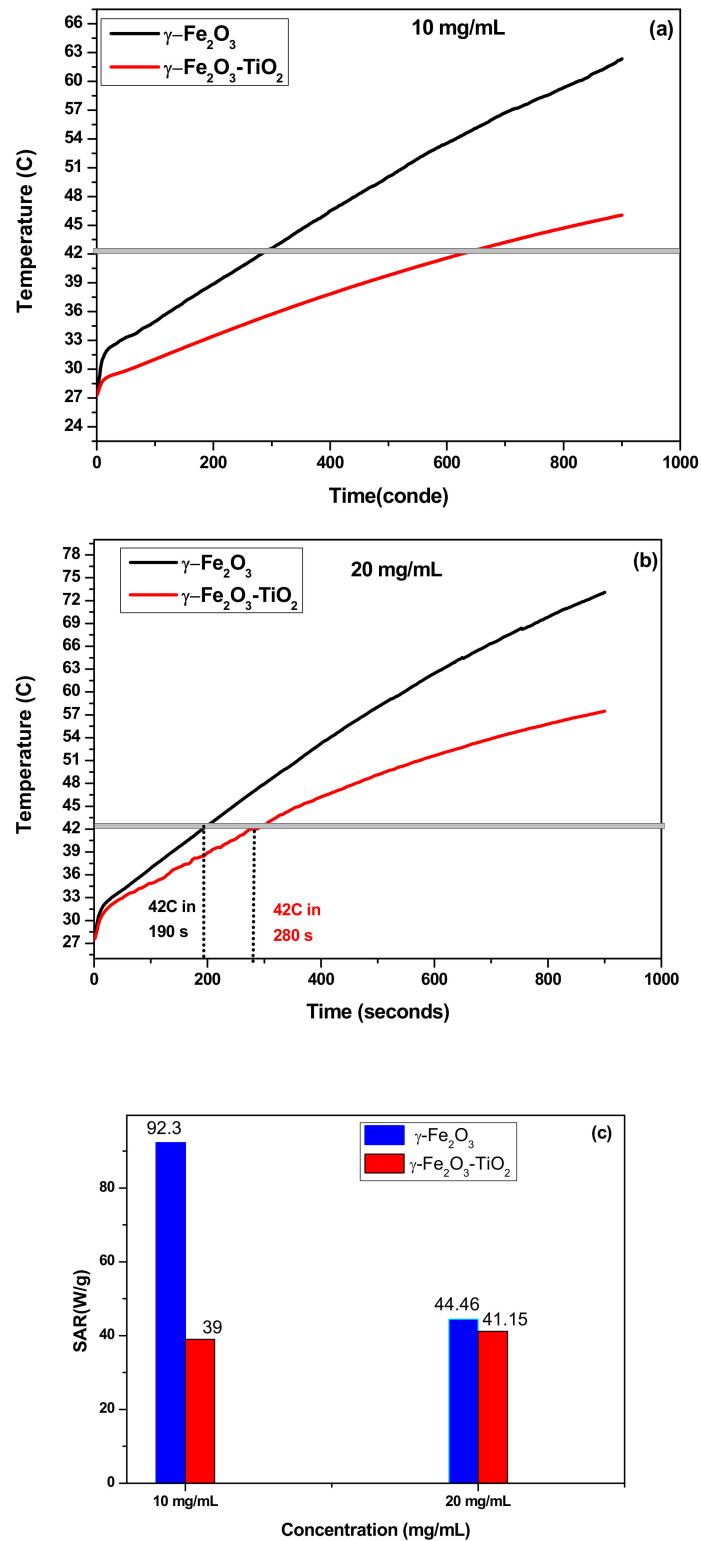 (a)
10 mg/mL
γ–Fe₂O₃
γ–Fe₂O₃-TiO₂
66
63
60
57
54
51
48
45
42
39
36
33
30
27
24
Temperature (C)
0 200 400 600 800 1000
Time(conde)
(b)
20 mg/mL
γ–Fe₂O₃
γ–Fe₂O₃-TiO₂
78
75
72
69
66
63
60
57
54
51
48
45
42
39
36
33
30
27
Temperature (C)
42C in
190 s
42C in
280 s
0 200 400 600 800 1000
Time (seconds)
(c)
γ-Fe₂O₃
γ-Fe₂O₃-TiO₂
92.3
39
44.46
41.15
80
60
40
20
0
SAR(W/g)
10 mg/mL 20 mg/mL
Concentration (mg/mL)